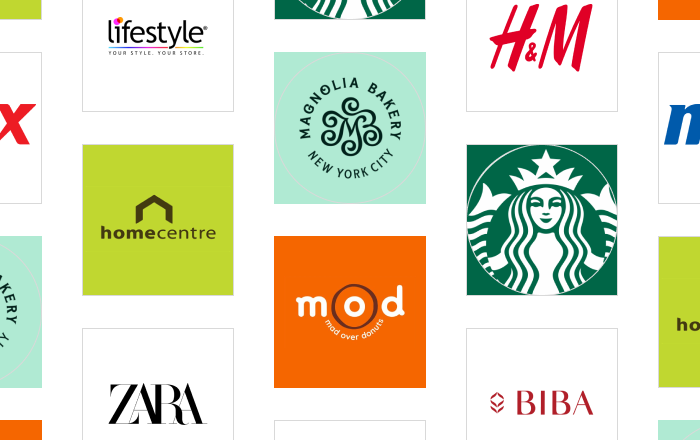 lifestyle®
YOUR STYLE. YOUR STORE.
H&M
MAGNOLIA BAKERY
MB
NEW YORK CITY
x
n
homecentre
AKERY
mod
mod over donuts
ho
ZARA
BIBA